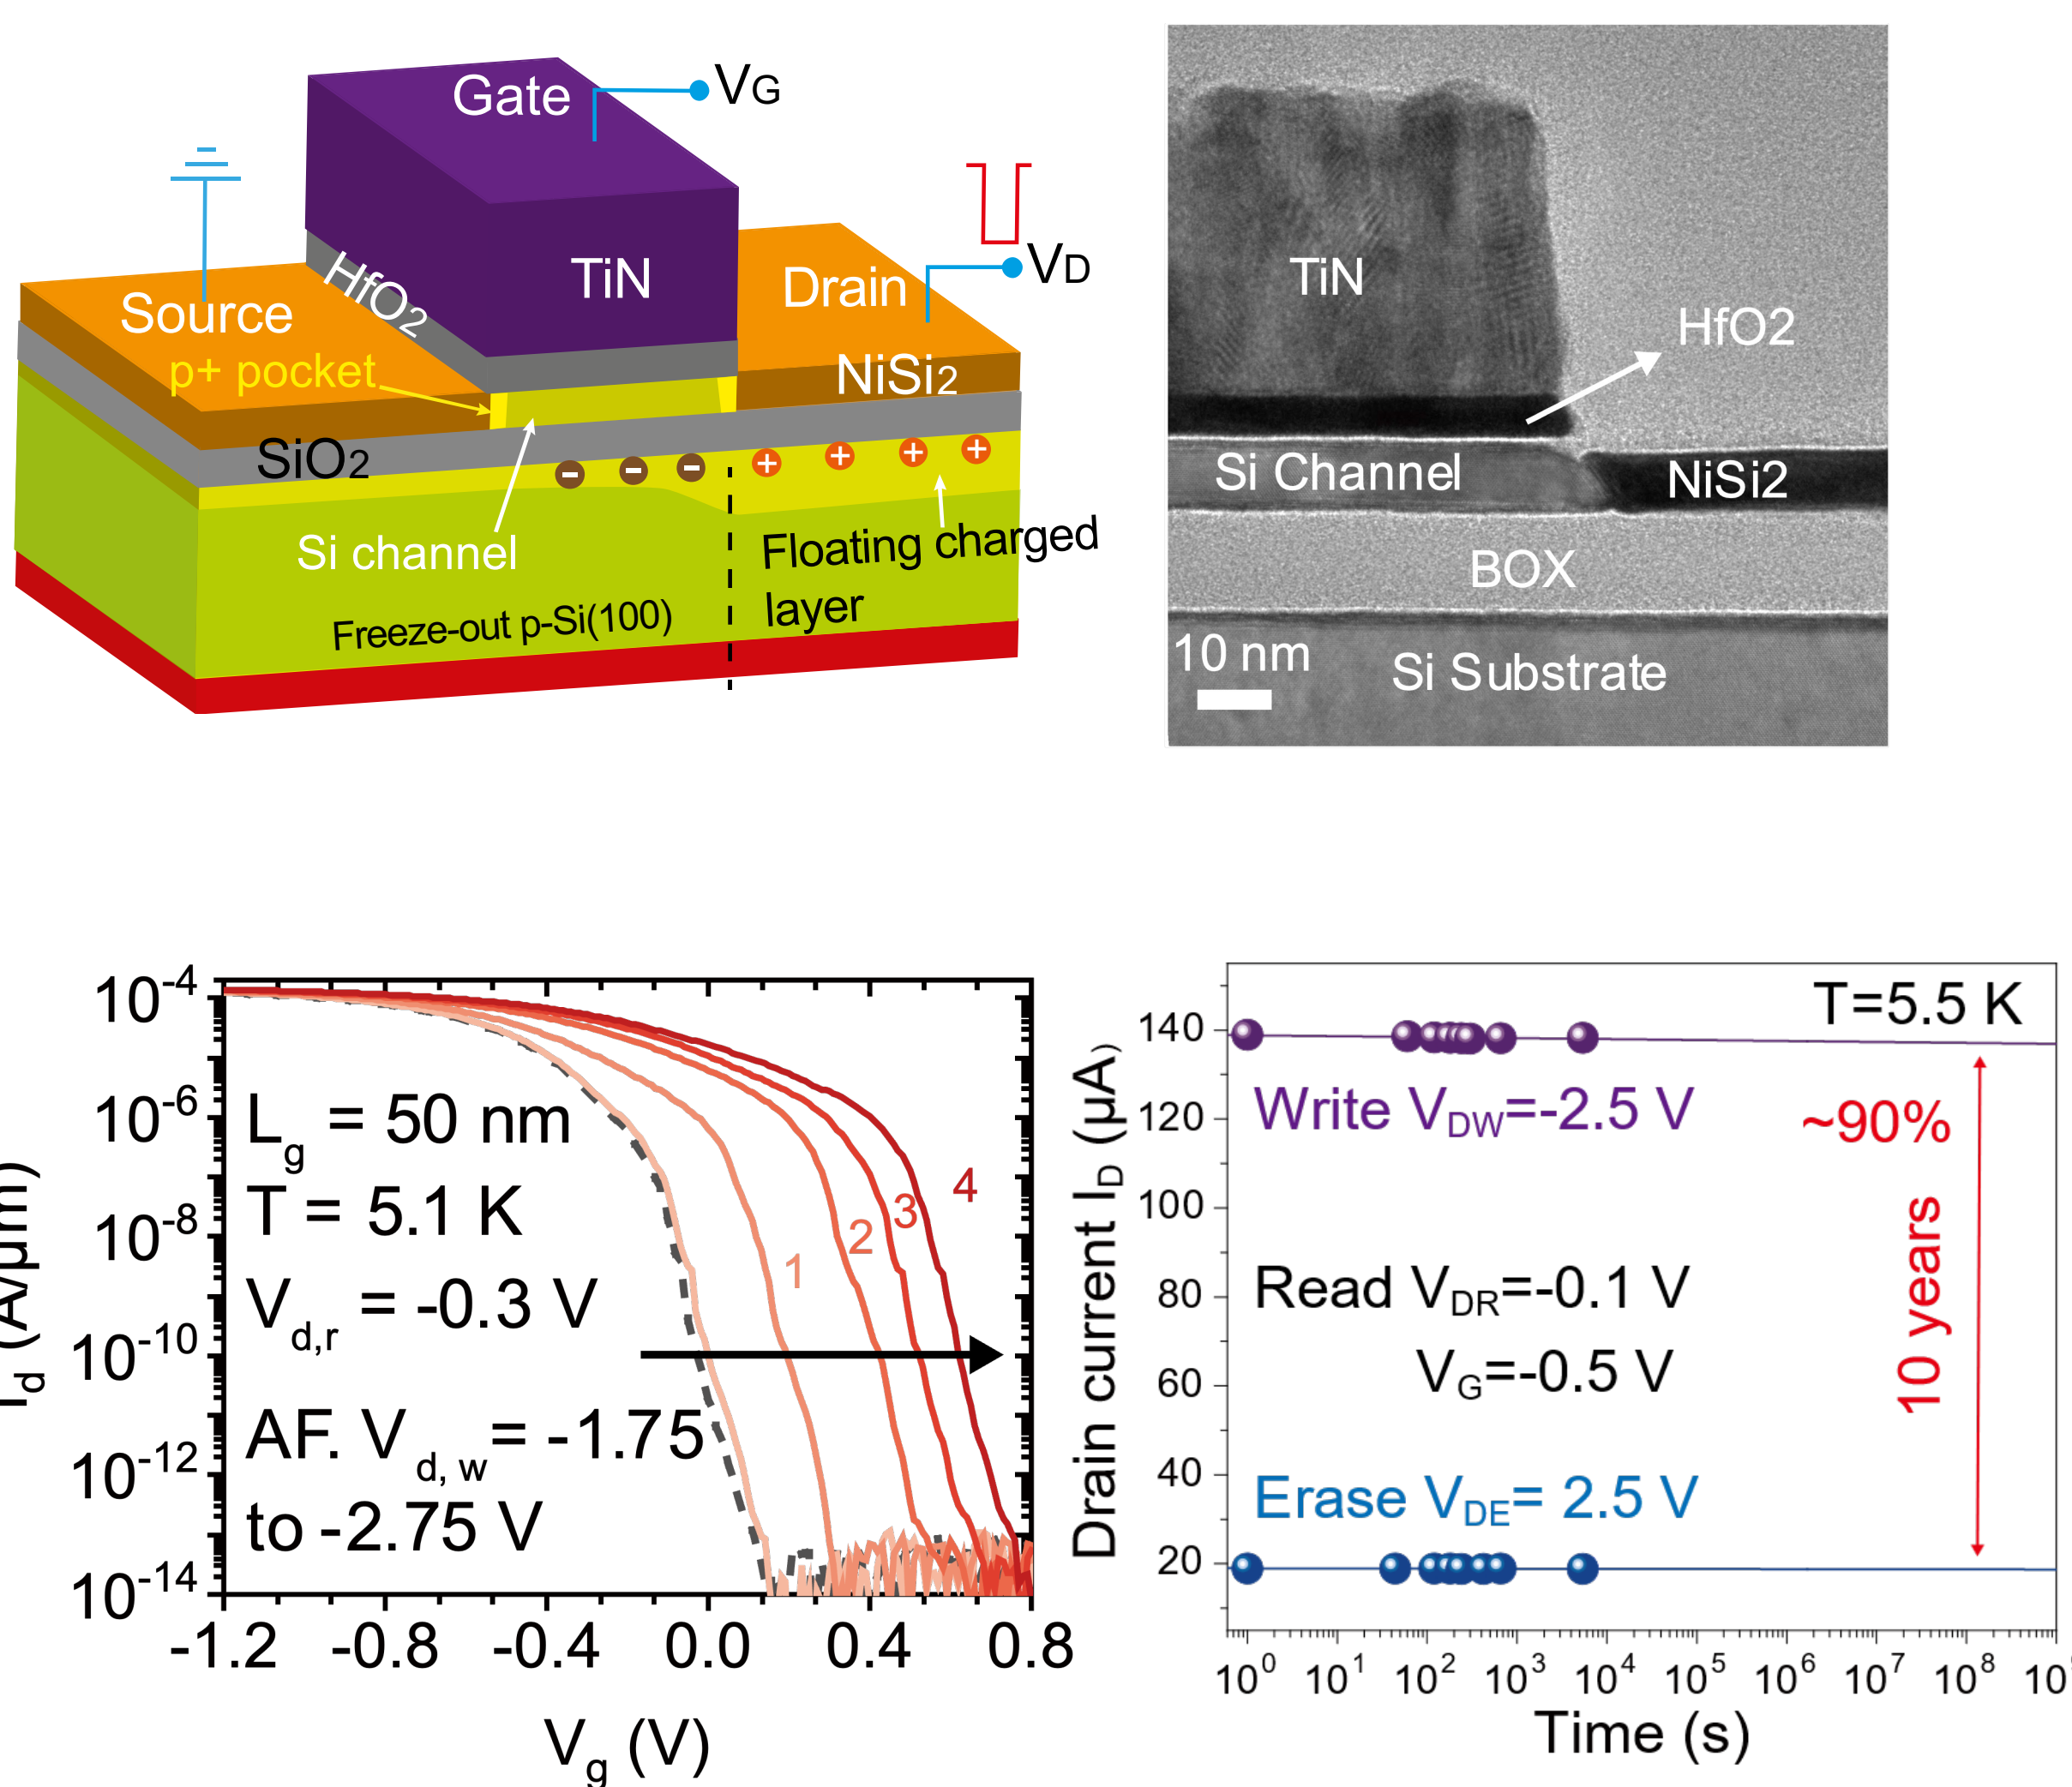 Gate
VG
TiN
HfO2
Source
Drain
VD
p+ pocket
NiSi2
SiO2
Si channel
Floating charged
layer
Freeze-out p-Si(100)
TiN
HfO2
Si Channel
NiSi2
BOX
10 nm
Si Substrate
10-4
10-6
10-8
10-10
10-12
10-14
Id (A/μm)
Lg = 50 nm
T = 5.1 K
Vd,r = -0.3 V
AF. Vd, w= -1.75
to -2.75 V
1
2
3
4
-1.2 -0.8 -0.4 0.0 0.4 0.8
Vg (V)
Drain current ID (μA)
140
120
100
80
60
40
20
T=5.5 K
Write VDW=-2.5 V
~90%
10 years
Read VDR=-0.1 V
VG=-0.5 V
Erase VDE= 2.5 V
100 101 102 103 104 105 106 107 108
Time (s)